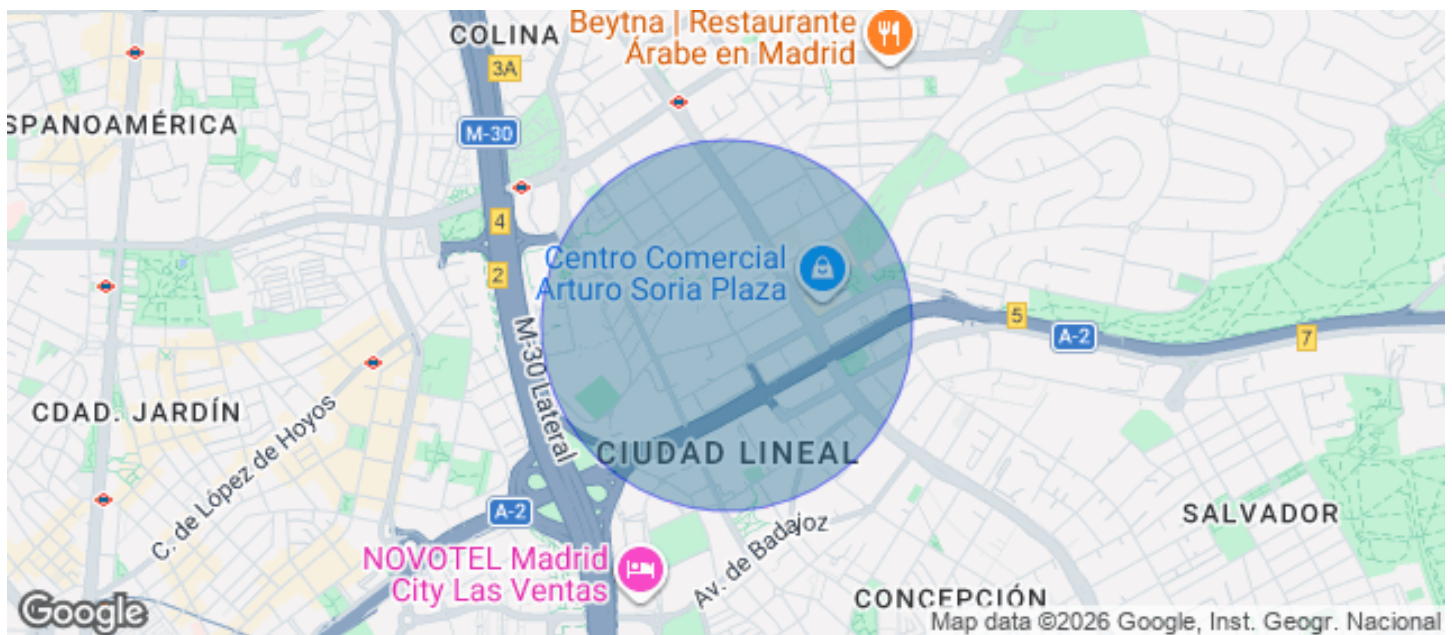 COLINA
Beytna | Restaurante
Árabe en Madrid
3A
SPANOAMÉRICA
M-30
4
2
Centro Comercial
Arturo Soria Plaza
5
A-2
7
M-30 Lateral
CDAD. JARDÍN
C. de López de Hoyos
CIUDAD LINEAL
A-2
SALVADOR
NOVOTEL Madrid
City Las Ventas
Av. de Badajoz
CONCEPCIÓN
Google
Map data ©2026 Google, Inst. Geogr. Nacional